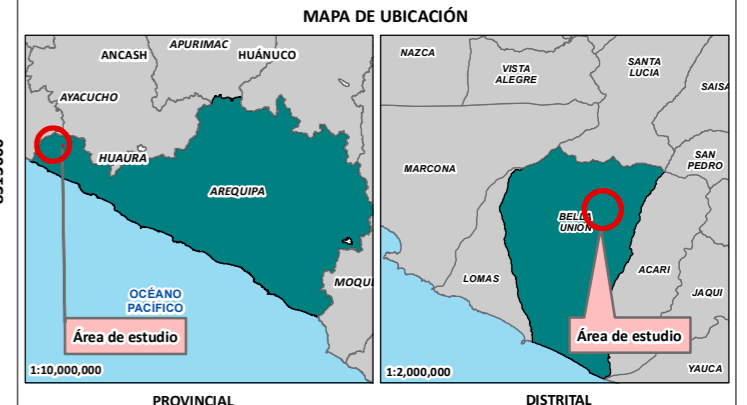 MAPA DE UBICACIÓN
ANCASH
APURIMAC
HUÁNUCO
AYACUCHO
HUAURA
AREQUIPA
MOQU
OCÉANO
PACÍFICO
Área de estudio
1:10,000,000
PROVINCIAL
NAZCA
VISTA
ALEGRE
SANTA
LUCIA
SAISA
SAN
PEDRO
MARCONA
BELLA
UNION
LOMAS
ACARI
JAQUI
Área de estudio
YAUCA
1:2,000,000
DISTRITAL